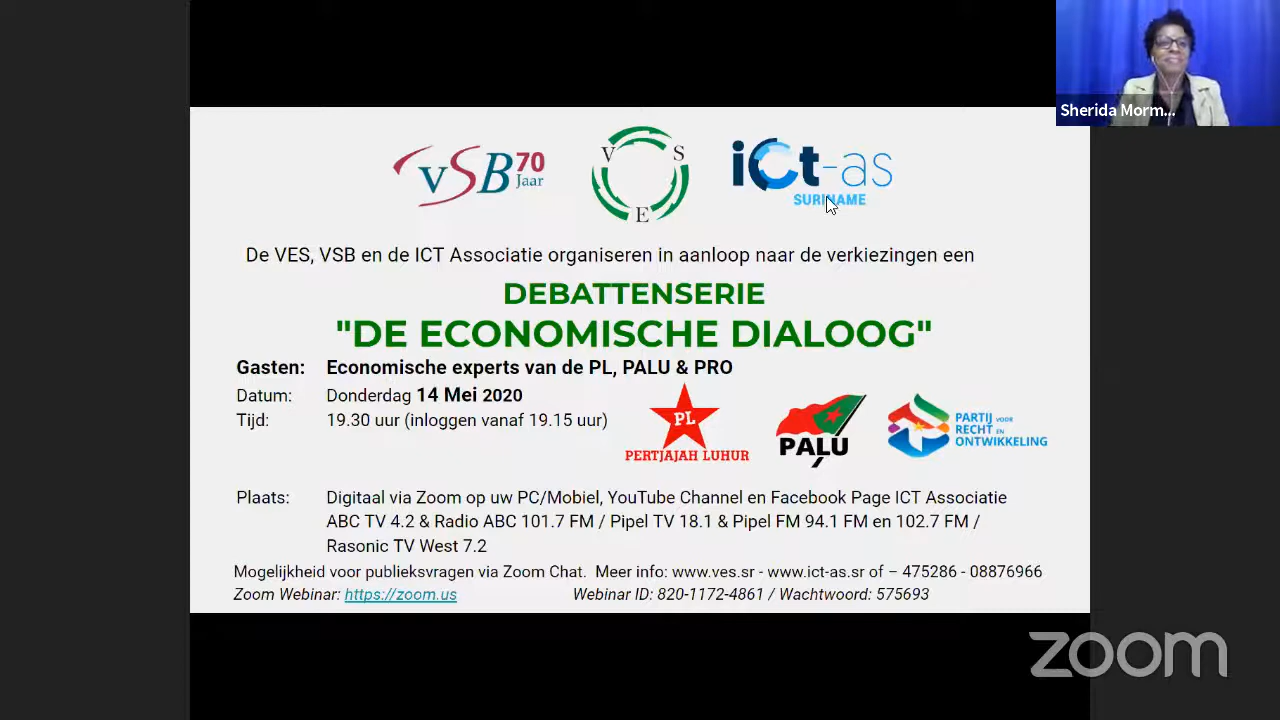 Sherida Morm...
vSB 70 Jaar
V S E
ict-as
SURINAME
De VES, VSB en de ICT Associatie organiseren in aanloop naar de verkiezingen een
DEBATTENSERIE
"DE ECONOMISCHE DIALOOG"
Gasten: Economische experts van de PL, PALU & PRO
Datum: Donderdag 14 Mei 2020
Tijd: 19.30 uur (inloggen vanaf 19.15 uur)
PL
PERTJAJAH LUHUR
PALU
PARTIJ VOOR
RECHT EN
ONTWIKKELING
Plaats: Digitaal via Zoom op uw PC/Mobiel, YouTube Channel en Facebook Page ICT Associatie
ABC TV 4.2 & Radio ABC 101.7 FM / Pipel TV 18.1 & Pipel FM 94.1 FM en 102.7 FM /
Rasonic TV West 7.2
Mogelijkheid voor publieksvragen via Zoom Chat. Meer info: www.ves.sr - www.ict-as.sr of – 475286 - 08876966
Zoom Webinar: https://zoom.us Webinar ID: 820-1172-4861 / Wachtwoord: 575693
zoom